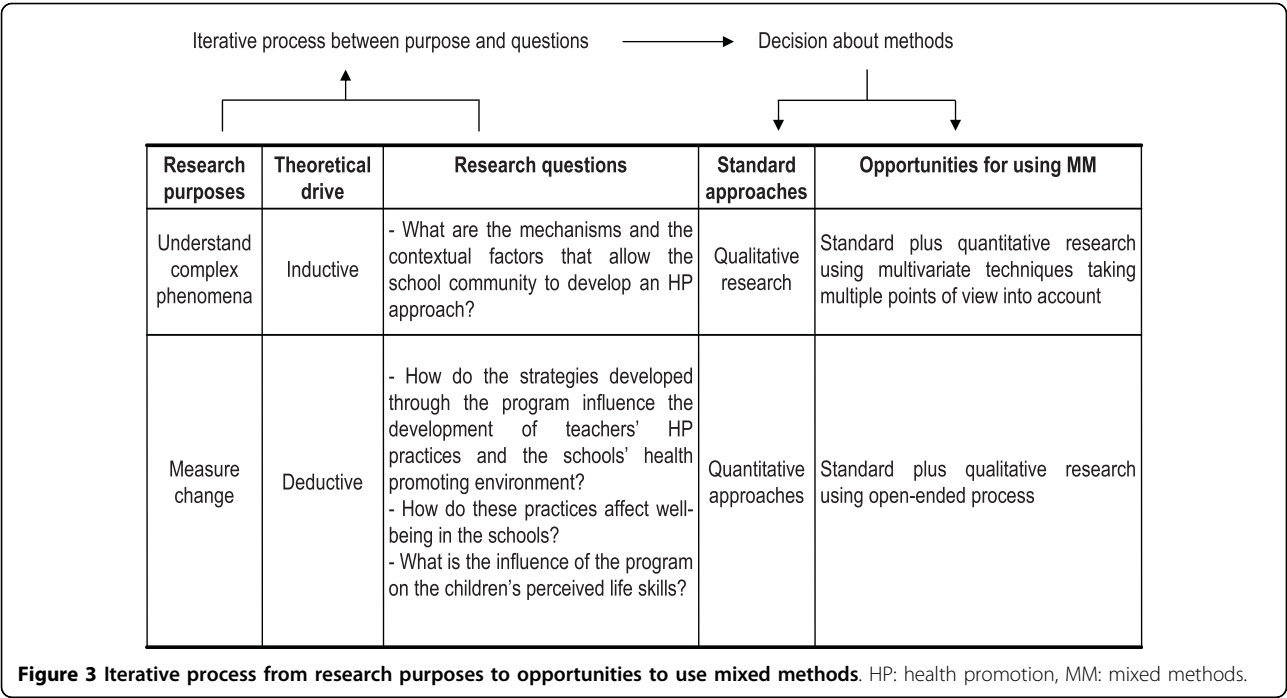 Iterative process between purpose and questions
Decision about methods
Research
purposes
Theoretical
drive
Research questions
Standard
approaches
Opportunities for using MM
Understand
complex
phenomena
Inductive
- What are the mechanisms and the
contextual factors that allow the
school community to develop an HP
approach?
Qualitative
research
Standard plus quantitative research
using multivariate techniques taking
multiple points of view into account
Measure
change
Deductive
- How do the strategies developed
through the program influence the
development of teachers’ HP
practices and the schools’ health
promoting environment?
- How do these practices affect well-
being in the schools?
- What is the influence of the program
on the children’s perceived life skills?
Quantitative
approaches
Standard plus qualitative research
using open-ended process
Figure 3 Iterative process from research purposes to opportunities to use mixed methods. HP: health promotion, MM: mixed methods.